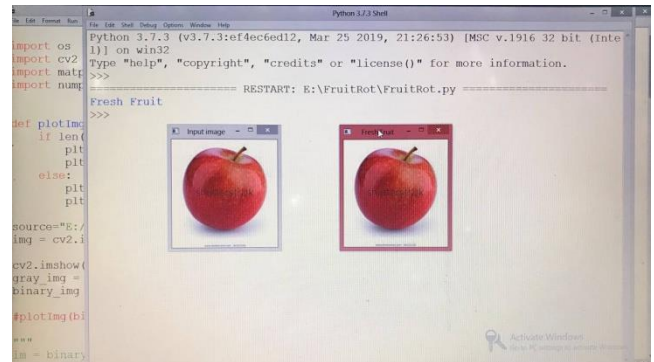 File Edit Format Run
import os
import cv2
import matp
import nump
def plotImg
if len(
plt
plt
else:
plt
plt
source="E:/
img = cv2.i
cv2.imshow(
gray_img =
binary_img
#plotImg(bi
"""
im = binary
Python 3.7.3 Shell
File Edit Shell Debug Options Window Help
Python 3.7.3 (v3.7.3:ef4ec6ed12, Mar 25 2019, 21:26:53) [MSC v.1916 32 bit (Inte
l)] on win32
Type "help", "copyright", "credits" or "license()" for more information.
>>>
==================== RESTART: E:\FruitRot\FruitRot.py ====================
Fresh Fruit
>>>
Input image
Fresh Fruit
Activate Windows